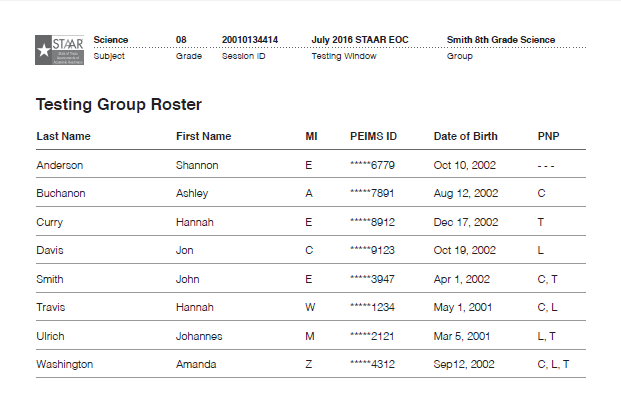 STAAR
Science 08 20010134414 July 2016 STAAR EOC Smith 8th Grade Science
Subject Grade Session ID Testing Window Group
Testing Group Roster
Last Name First Name MI PEIMS ID Date of Birth PNP
Anderson Shannon E *****6779 Oct 10, 2002 - - -
Buchanon Ashley A *****7891 Aug 12, 2002 C
Curry Hannah E *****8912 Dec 17, 2002 T
Davis Jon C *****9123 Oct 19, 2002 L
Smith John E *****3947 Apr 1, 2002 C, T
Travis Hannah W *****1234 May 1, 2001 C, L
Ulrich Johannes M *****2121 Mar 5, 2001 L, T
Washington Amanda Z *****4312 Sep12, 2002 C, L, T